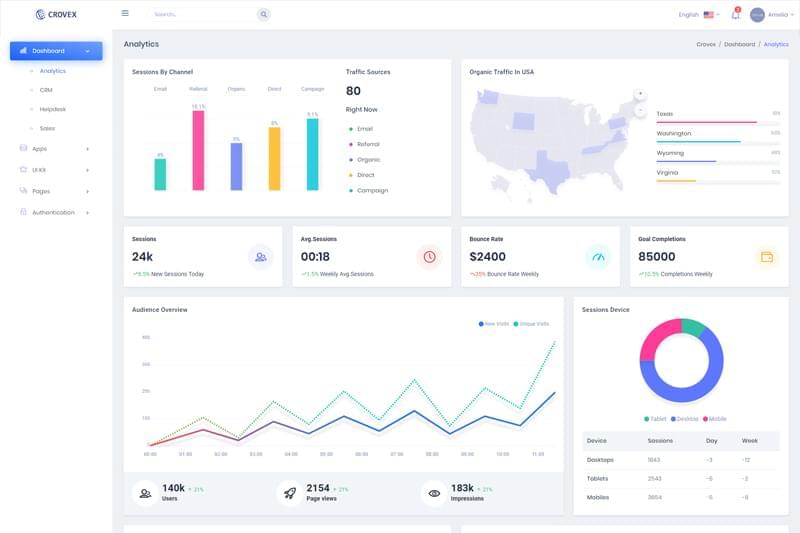 CROVEX
Search...
English
2
Amelia
Dashboard
Analytics
CRM
Helpdesk
Sales
Apps
UI Kit
Pages
Authentication
Analytics
Crovex / Dashboard / Analytics
Sessions By Channel
Email Referral Organic Direct Campaign
10.1%
8%
9.1%
Traffic Sources
80
Right Now
Email
Referral
Organic
Direct
Campaign
Organic Traffic In USA
+
-
Texas
Washington
Wyoming
Virginia
Sessions
24k
8.5% New Sessions Today
Avg.Sessions
00:18
1.5% Weekly Avg.Sessions
Bounce Rate
$2400
35% Bounce Rate Weekly
Goal Completions
85000
10.5% Completions Weekly
Audience Overview
New Visits Unique Visits
400
300
200
100
0
00:00 01:00 02:00 03:00 04:00 05:00 06:00 07:00 08:00 09:00 10:00 11:00
140k + 21%
Users
2154 + 21%
Page views
183k + 21%
Impressions
Sessions Device
Tablet Desktop Mobile
Device Sessions Day Week
Desktops 1843 -3 -12
Tablets 2543 -5 -2
Mobiles 3654 -5 -6